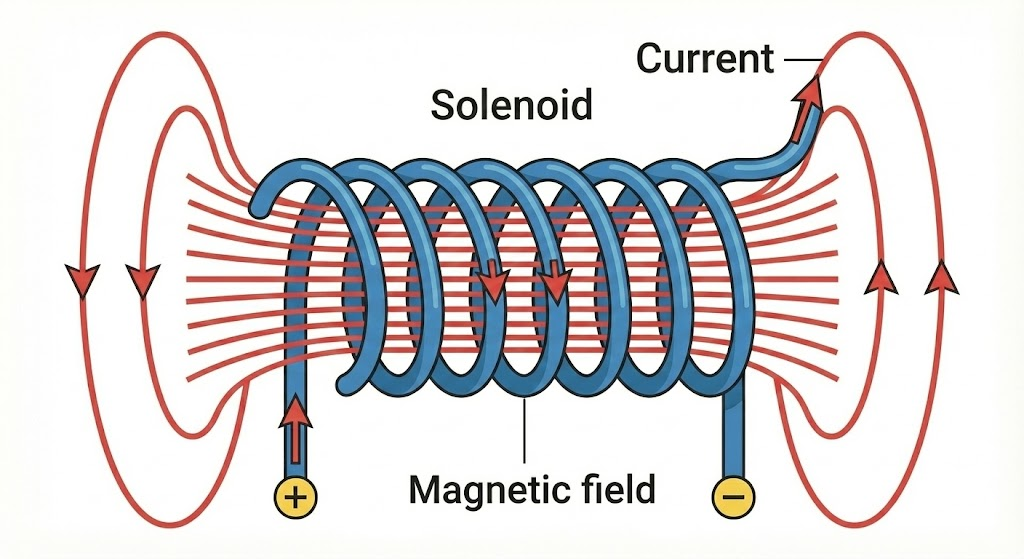 Current
Solenoid
+
−
Magnetic field